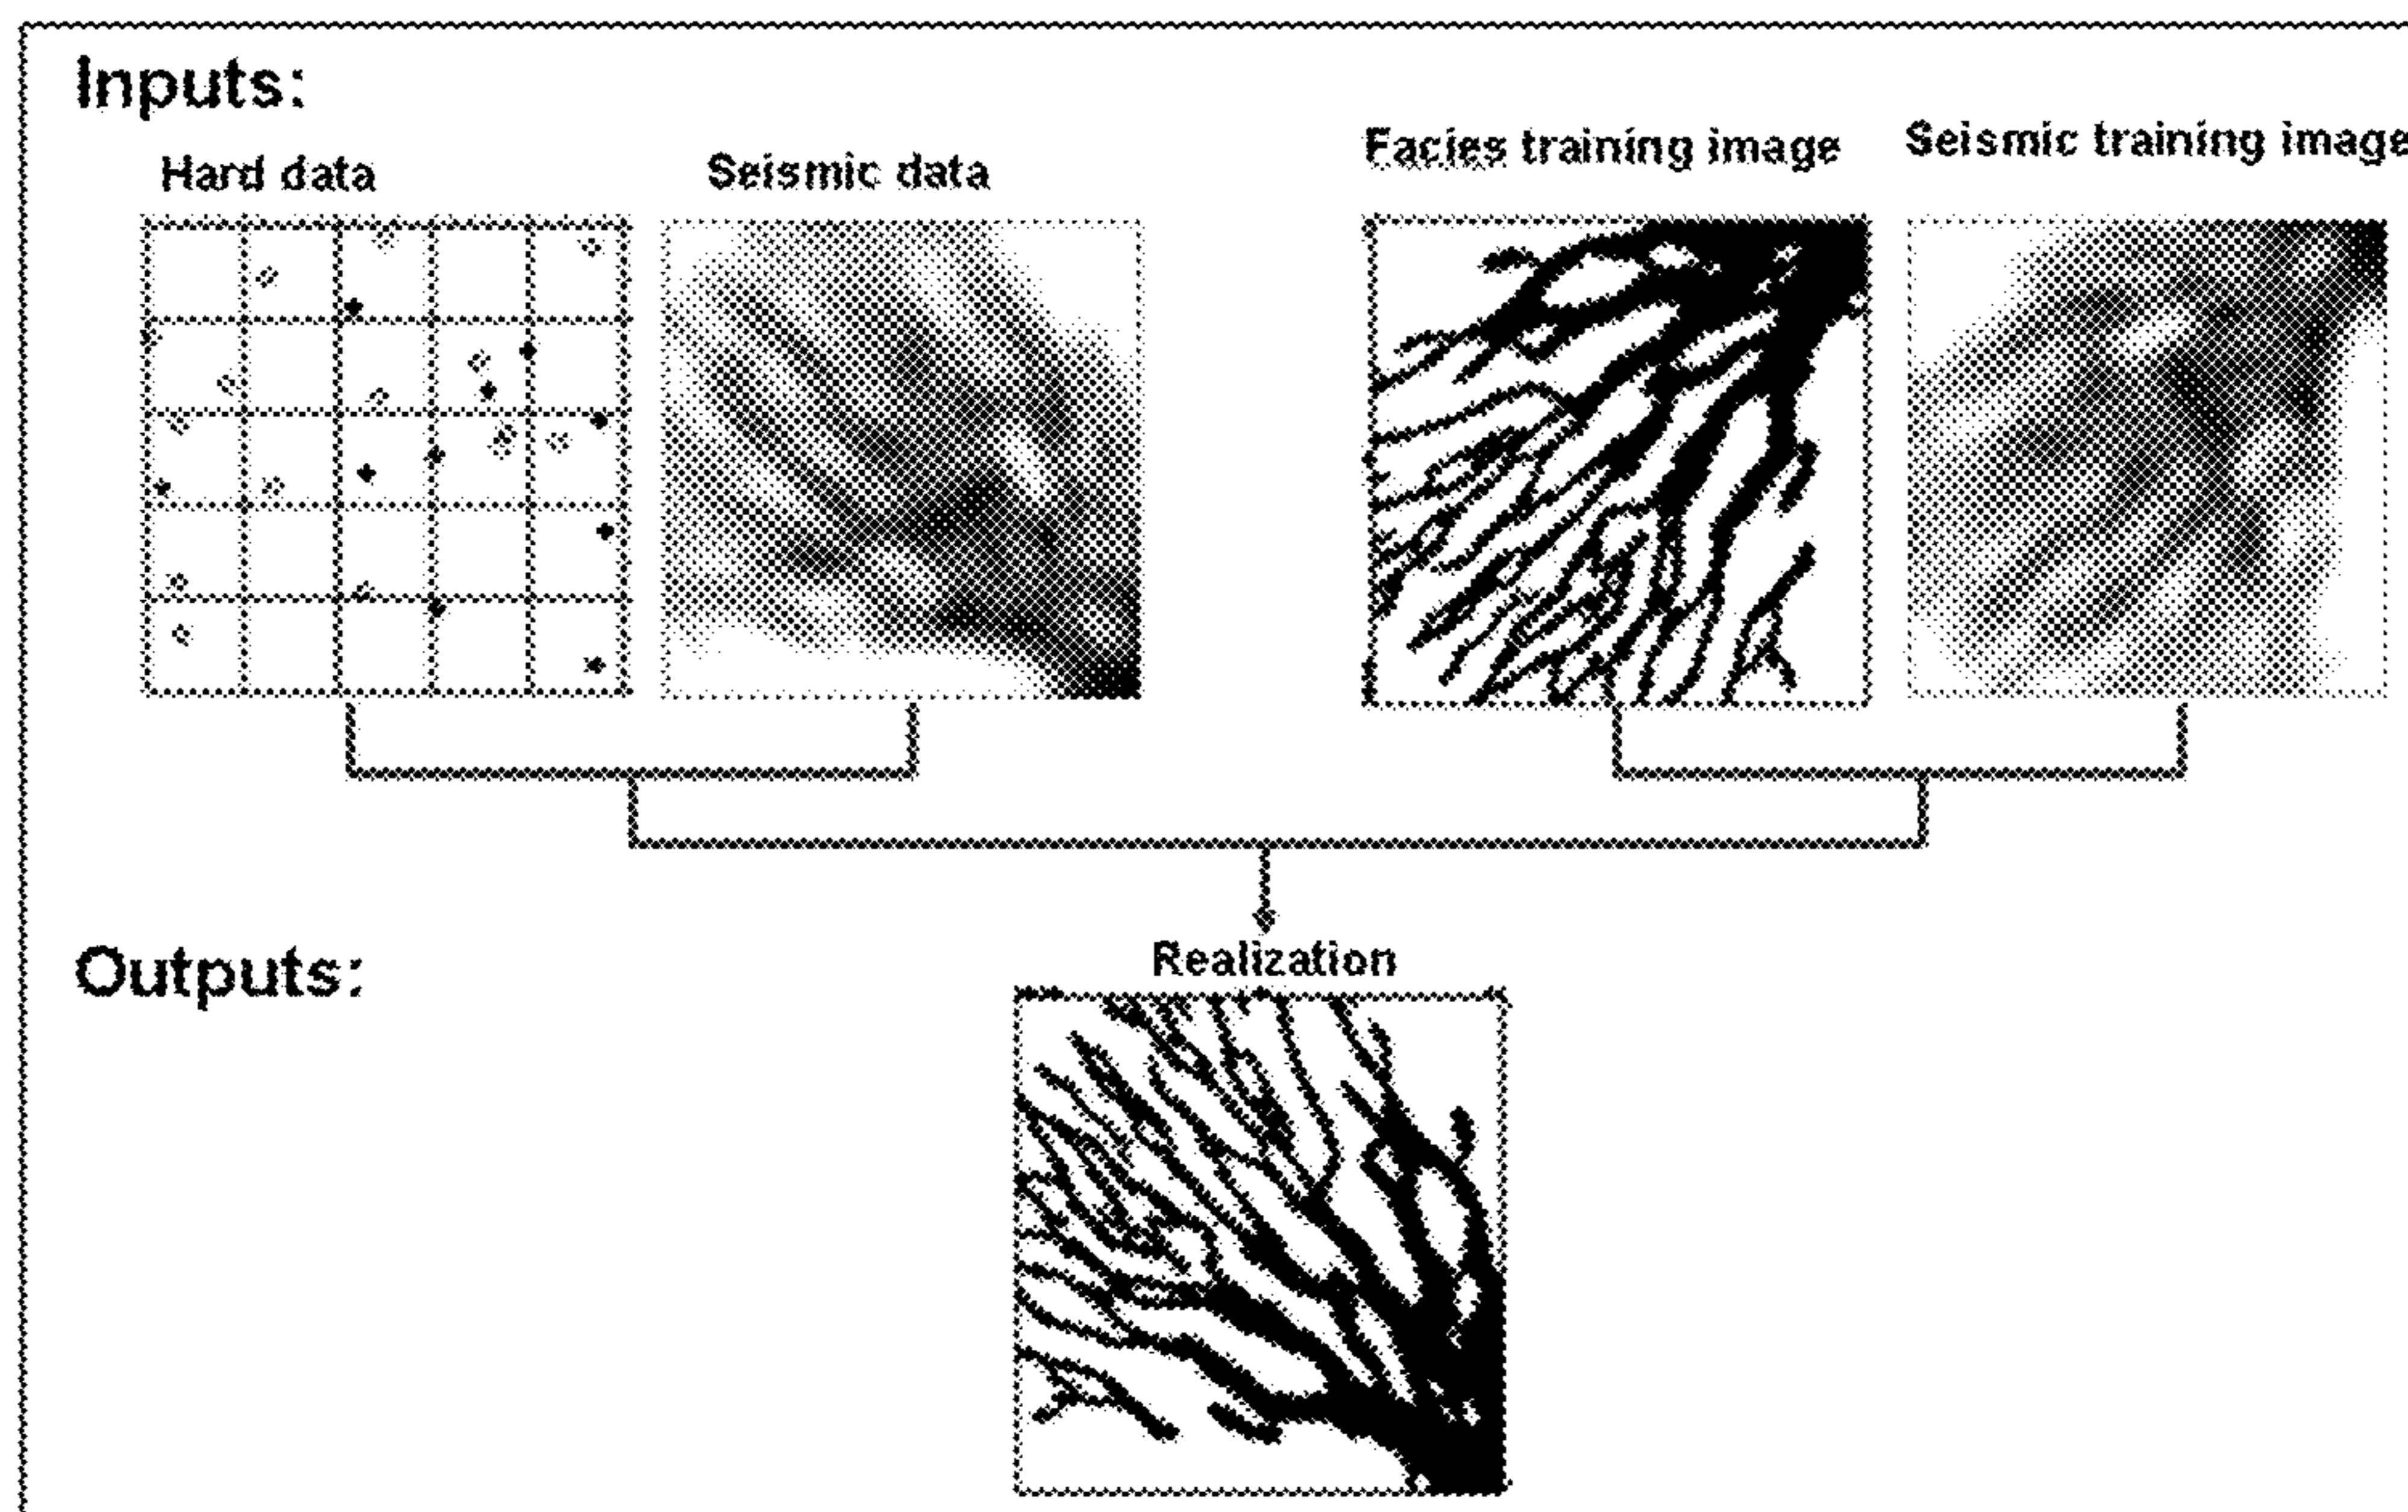 Inputs:
Hard data
Seismic data
Facies training image
Seismic training image
Outputs:
Realization